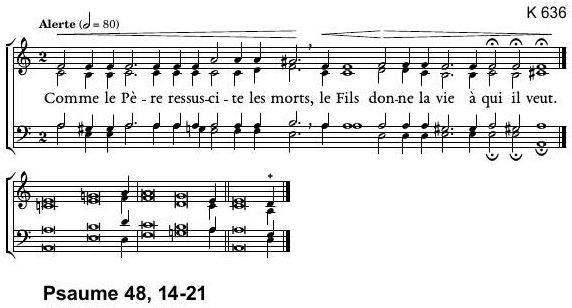 K 636
Alerte (𝅗𝅥 = 80)
Comme le Pè - re ressus-ci - te les morts, le Fils don-ne la vie à qui il veut.
Psaume 48, 14-21